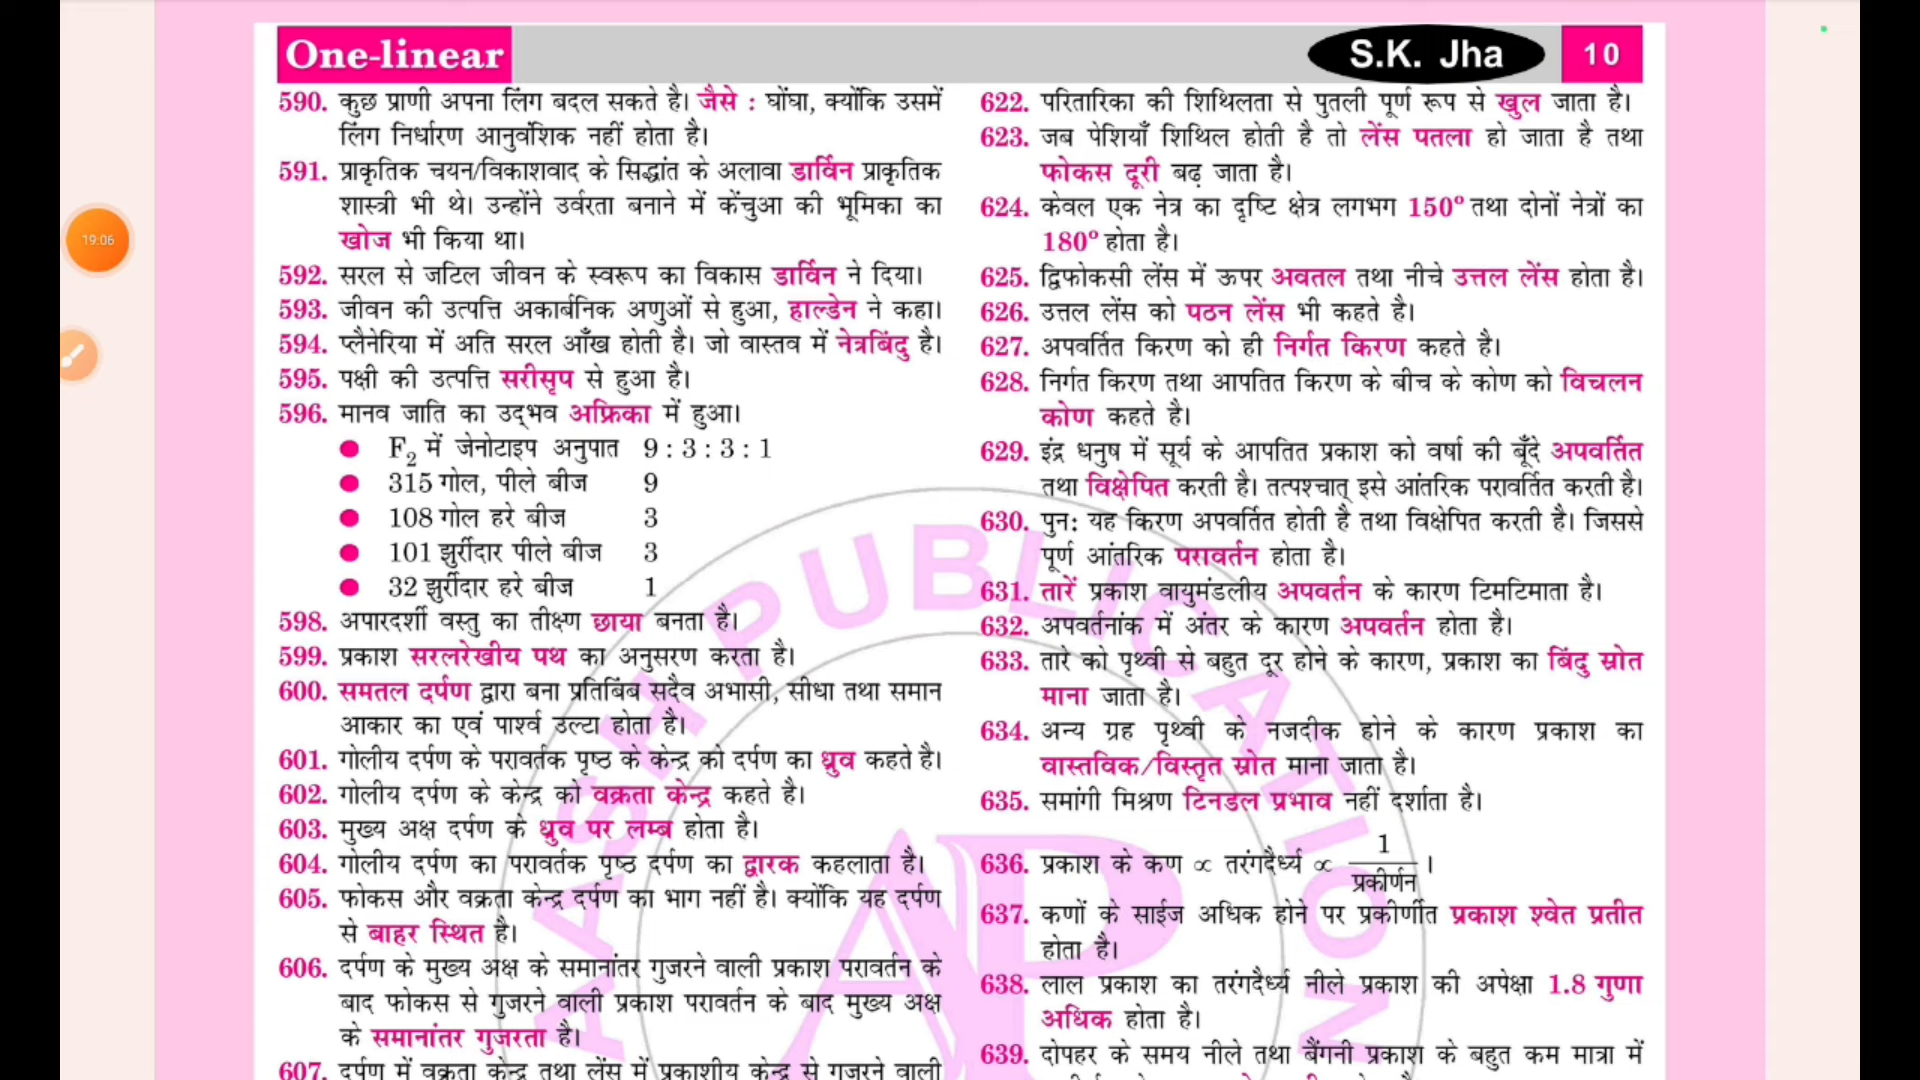 One-linear
S.K. Jha
10
590. कुछ प्राणी अपना लिंग बदल सकते है। जैसे : घोंघा, क्योंकि उसमें
लिंग निर्धारण आनुवंशिक नहीं होता है।
591. प्राकृतिक चयन/विकाशवाद के सिद्धांत के अलावा डार्विन प्राकृतिक
शास्त्री भी थे। उन्होंने उर्वरता बनाने में केंचुआ की भूमिका का
खोज भी किया था।
592. सरल से जटिल जीवन के स्वरूप का विकास डार्विन ने दिया।
593. जीवन की उत्पत्ति अकार्बनिक अणुओं से हुआ, हाल्डेन ने कहा।
594. प्लैनेरिया में अति सरल आँख होती है। जो वास्तव में नेत्रबिंदु है।
595. पक्षी की उत्पत्ति सरीसृप से हुआ है।
596. मानव जाति का उद्भव अफ्रिका में हुआ।
● F₂ में जेनोटाइप अनुपात 9 : 3 : 3 : 1
● 315 गोल, पीले बीज 9
● 108 गोल हरे बीज 3
● 101 झुर्रीदार पीले बीज 3
● 32 झुर्रीदार हरे बीज 1
598. अपारदर्शी वस्तु का तीक्ष्ण छाया बनता है।
599. प्रकाश सरलरेखीय पथ का अनुसरण करता है।
600. समतल दर्पण द्वारा बना प्रतिबिंब सदैव अभासी, सीधा तथा समान
आकार का एवं पार्श्व उल्टा होता है।
601. गोलीय दर्पण के परावर्तक पृष्ठ के केन्द्र को दर्पण का ध्रुव कहते है।
602. गोलीय दर्पण के केन्द्र को वक्रता केन्द्र कहते है।
603. मुख्य अक्ष दर्पण के ध्रुव पर लम्ब होता है।
604. गोलीय दर्पण का परावर्तक पृष्ठ दर्पण का द्वारक कहलाता है।
605. फोकस और वक्रता केन्द्र दर्पण का भाग नहीं है। क्योंकि यह दर्पण
से बाहर स्थित है।
606. दर्पण के मुख्य अक्ष के समानांतर गुजरने वाली प्रकाश परावर्तन के
बाद फोकस से गुजरने वाली प्रकाश परावर्तन के बाद मुख्य अक्ष
के समानांतर गुजरता है।
607. दर्पण में वक्रता केन्द्र तथा लेंस में प्रकाशीय केन्द्र से गुजरने वाली
622. परितारिका की शिथिलता से पुतली पूर्ण रूप से खुल जाता है।
623. जब पेशियाँ शिथिल होती है तो लेंस पतला हो जाता है तथा
फोकस दूरी बढ़ जाता है।
624. केवल एक नेत्र का दृष्टि क्षेत्र लगभग 150° तथा दोनों नेत्रों का
180° होता है।
625. द्विफोकसी लेंस में ऊपर अवतल तथा नीचे उत्तल लेंस होता है।
626. उत्तल लेंस को पठन लेंस भी कहते है।
627. अपवर्तित किरण को ही निर्गत किरण कहते है।
628. निर्गत किरण तथा आपतित किरण के बीच के कोण को विचलन
कोण कहते है।
629. इंद्र धनुष में सूर्य के आपतित प्रकाश को वर्षा की बूँदे अपवर्तित
तथा विक्षेपित करती है। तत्पश्चात् इसे आंतरिक परावर्तित करती है।
630. पुन: यह किरण अपवर्तित होती है तथा विक्षेपित करती है। जिससे
पूर्ण आंतरिक परावर्तन होता है।
631. तारें प्रकाश वायुमंडलीय अपवर्तन के कारण टिमटिमाता है।
632. अपवर्तनांक में अंतर के कारण अपवर्तन होता है।
633. तारे को पृथ्वी से बहुत दूर होने के कारण, प्रकाश का बिंदु स्रोत
माना जाता है।
634. अन्य ग्रह पृथ्वी के नजदीक होने के कारण प्रकाश का
वास्तविक/विस्तृत स्रोत माना जाता है।
635. समांगी मिश्रण टिनडल प्रभाव नहीं दर्शाता है।
636. प्रकाश के कण ∝ तरंगदैर्ध्य ∝ 1/प्रकीर्णन।
637. कणों के साईज अधिक होने पर प्रकीर्णीत प्रकाश श्वेत प्रतीत
होता है।
638. लाल प्रकाश का तरंगदैर्ध्य नीले प्रकाश की अपेक्षा 1.8 गुणा
अधिक होता है।
639. दोपहर के समय नीले तथा बैंगनी प्रकाश के बहुत कम मात्रा में
19:06
ASH PUBLICATION